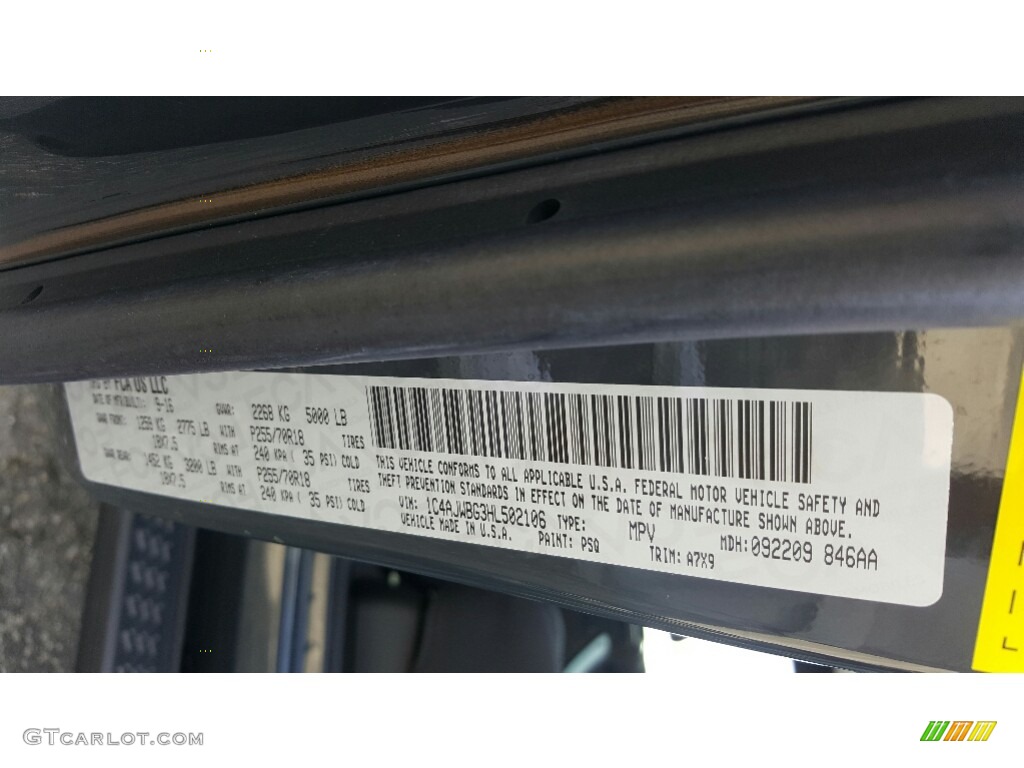 MFD BY FCA US LLC
DATE OF MFR/BUILT: 9-16 GVWR: 2268 KG 5000 LB
GAWR FRONT: 1258 KG 2775 LB WITH P255/70R18 TIRES
18X7.5 RIMS AT 240 KPA ( 35 PSI) COLD
GAWR REAR: 1452 KG 3200 LB WITH P255/70R18 TIRES
18X7.5 RIMS AT 240 KPA ( 35 PSI) COLD
THIS VEHICLE CONFORMS TO ALL APPLICABLE U.S.A. FEDERAL MOTOR VEHICLE SAFETY AND
THEFT PREVENTION STANDARDS IN EFFECT ON THE DATE OF MANUFACTURE SHOWN ABOVE.
VIN: 1C4AJWBG3HL502106 TYPE: MPV MDH:092209 846AA
VEHICLE MADE IN U.S.A. PAINT: PSQ TRIM: A7X9
GTCARLOT.COM